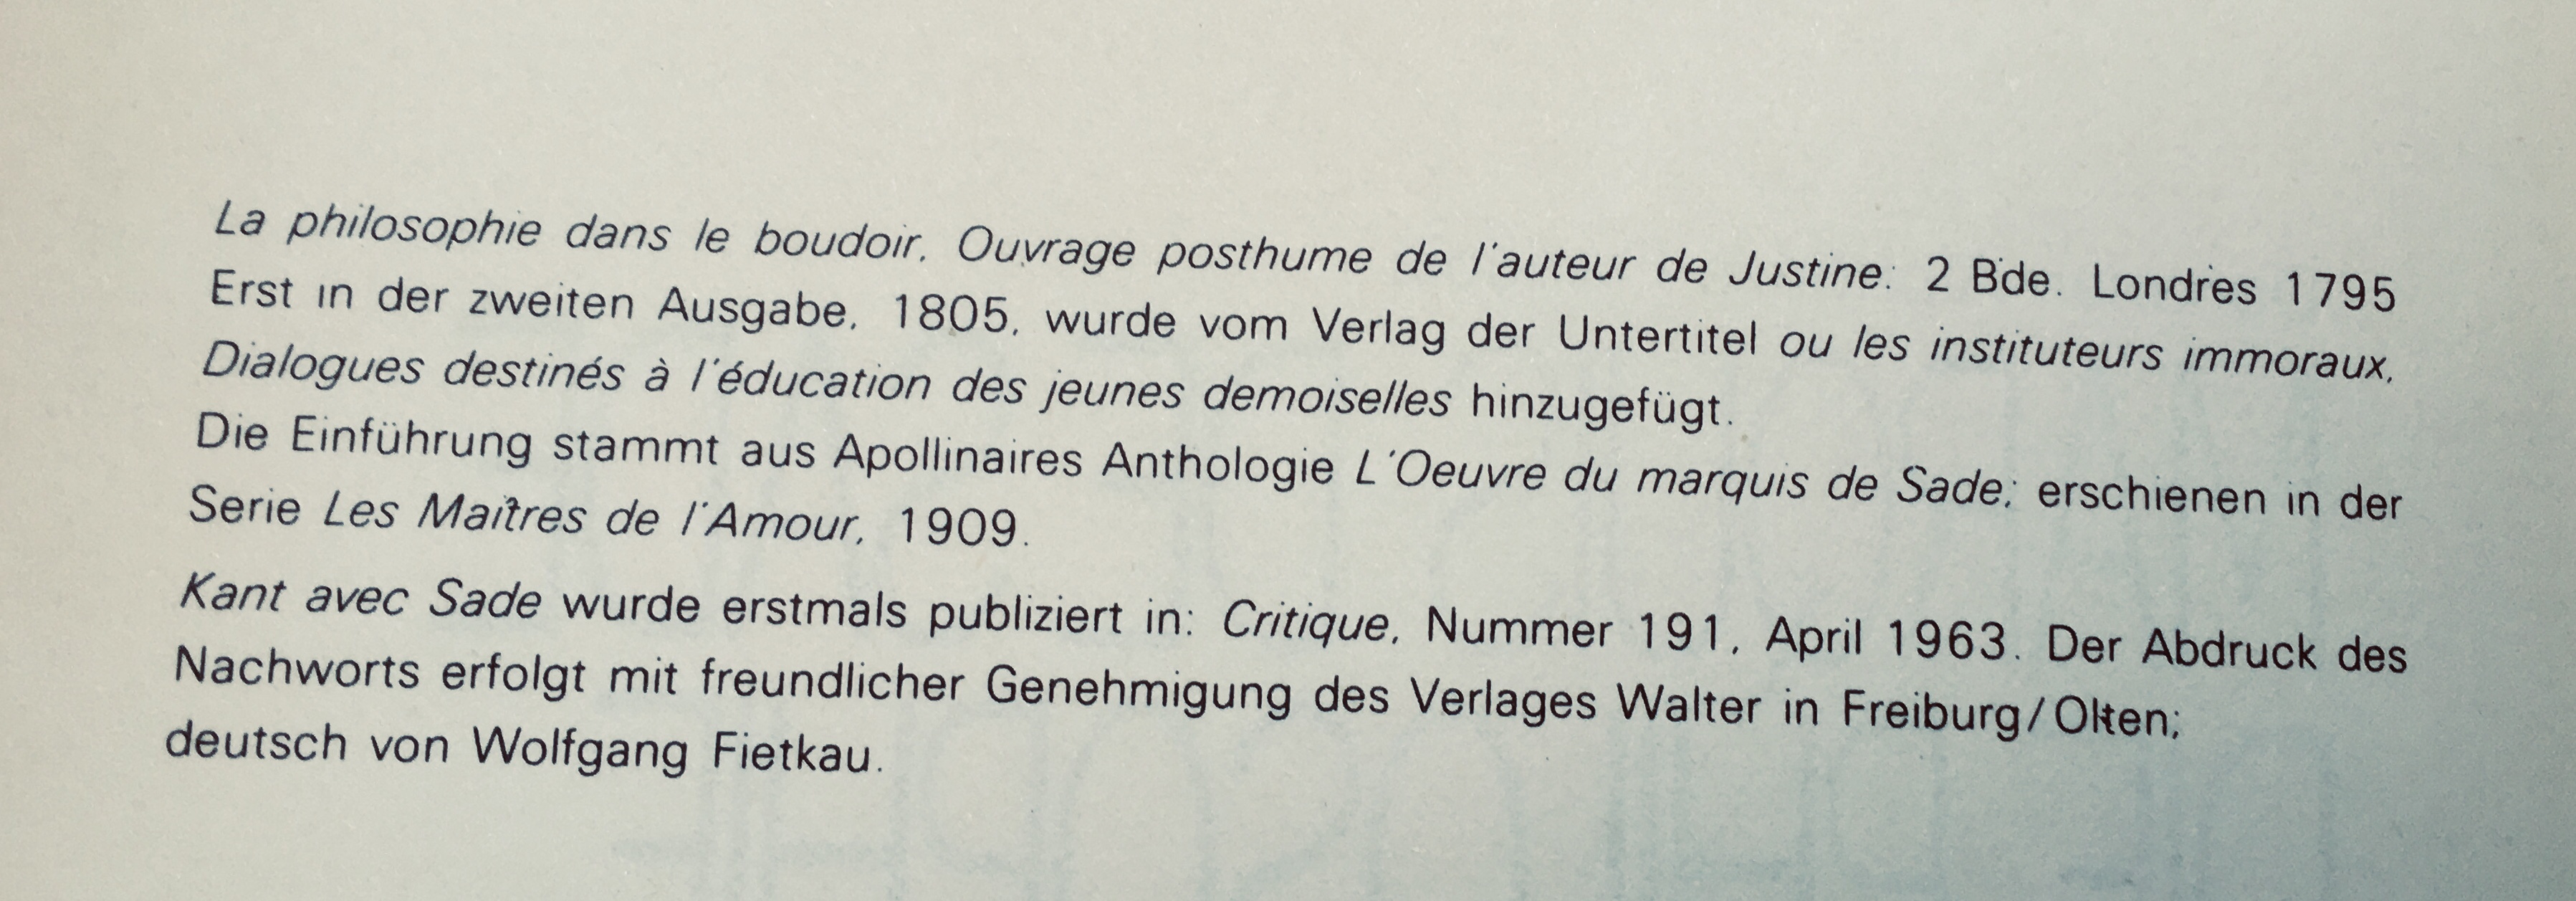 La philosophie dans le boudoir. Ouvrage posthume de l'auteur de Justine: 2 Bde. Londres 1795
Erst in der zweiten Ausgabe, 1805, wurde vom Verlag der Untertitel ou les instituteurs immoraux,
Dialogues destinés à l'éducation des jeunes demoiselles hinzugefügt.
Die Einführung stammt aus Apollinaires Anthologie L'Oeuvre du marquis de Sade; erschienen in der
Serie Les Maîtres de l'Amour, 1909.
Kant avec Sade wurde erstmals publiziert in: Critique, Nummer 191, April 1963. Der Abdruck des
Nachworts erfolgt mit freundlicher Genehmigung des Verlages Walter in Freiburg/Olten;
deutsch von Wolfgang Fietkau.